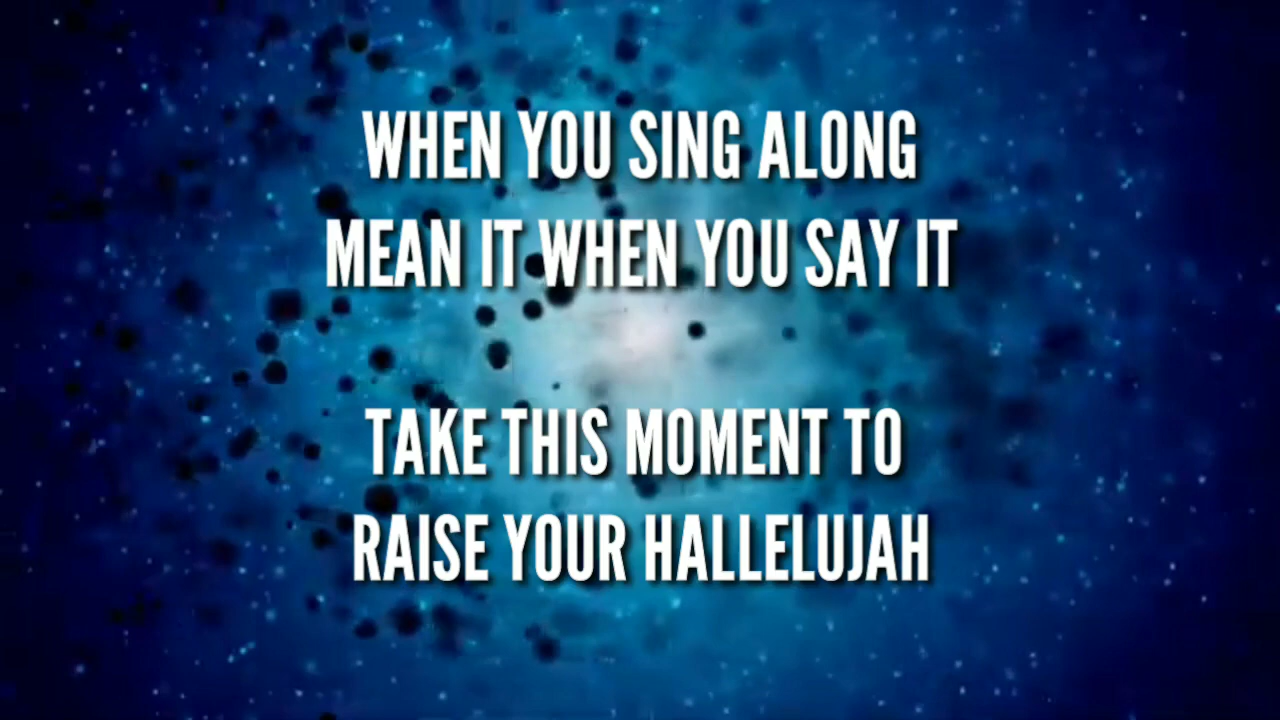 WHEN YOU SING ALONG
MEAN IT WHEN YOU SAY IT
TAKE THIS MOMENT TO
RAISE YOUR HALLELUJAH